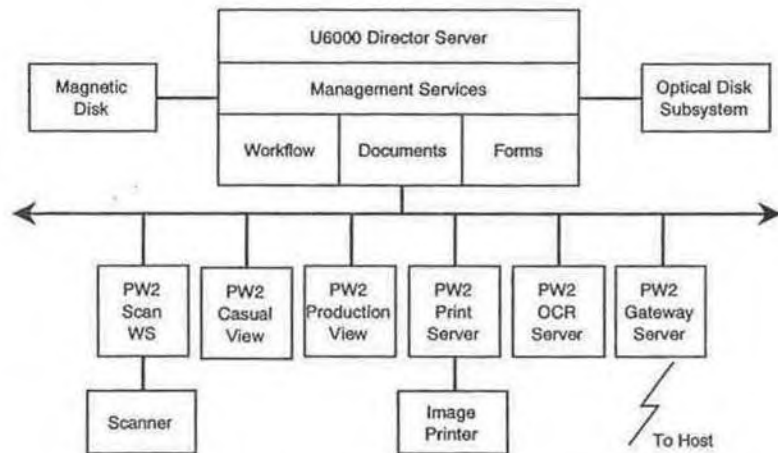 U6000 Director Server
Magnetic
Disk
Management Services
Optical Disk
Subsystem
Workflow
Documents
Forms
PW2
Scan
WS
PW2
Casual
View
PW2
Production
View
PW2
Print
Server
PW2
OCR
Server
PW2
Gateway
Server
Scanner
Image
Printer
To Host